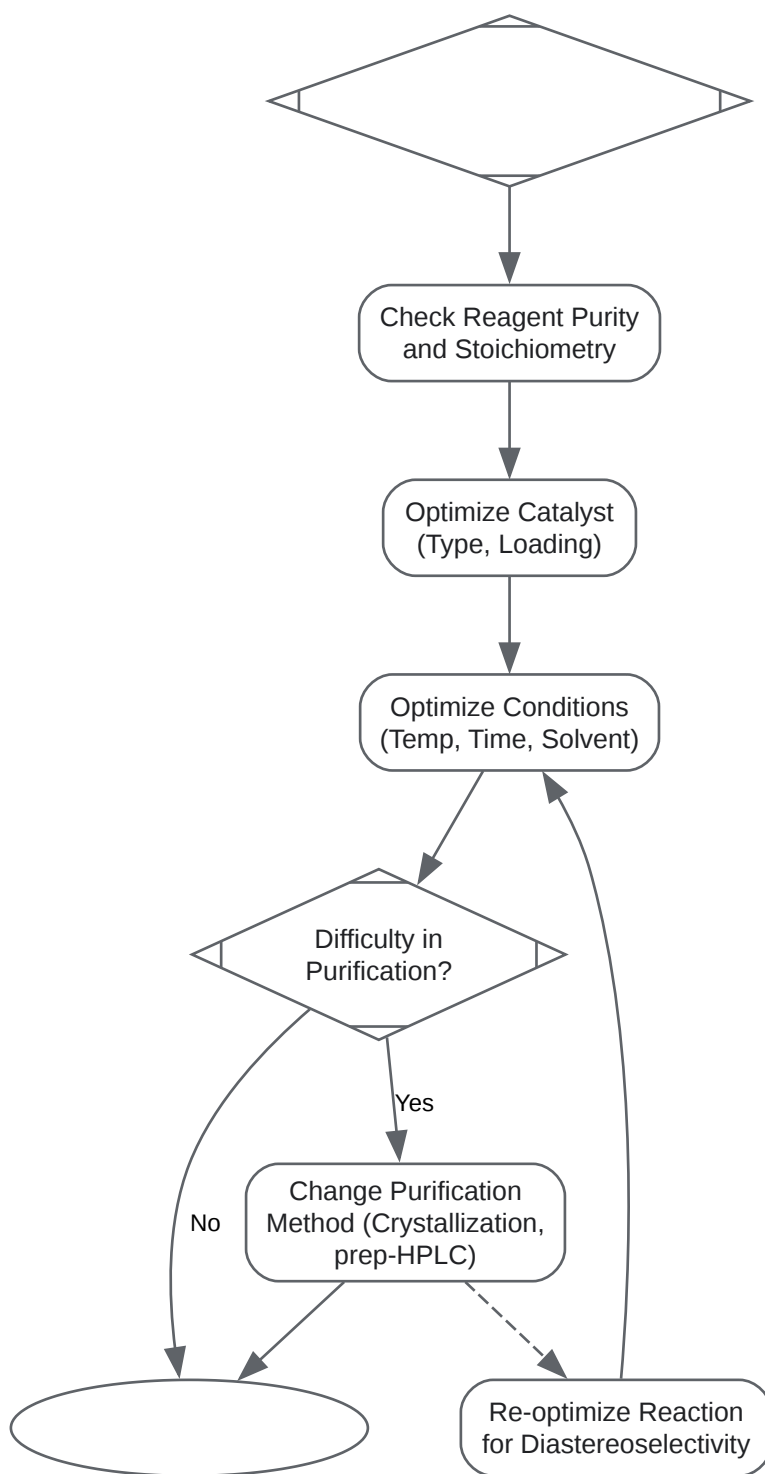 Check Reagent Purity
and Stoichiometry
Optimize Catalyst
(Type, Loading)
Optimize Conditions
(Temp, Time, Solvent)
Difficulty in
Purification?
Yes
Change Purification
Method (Crystallization,
prep-HPLC)
No
Re-optimize Reaction
for Diastereoselectivity